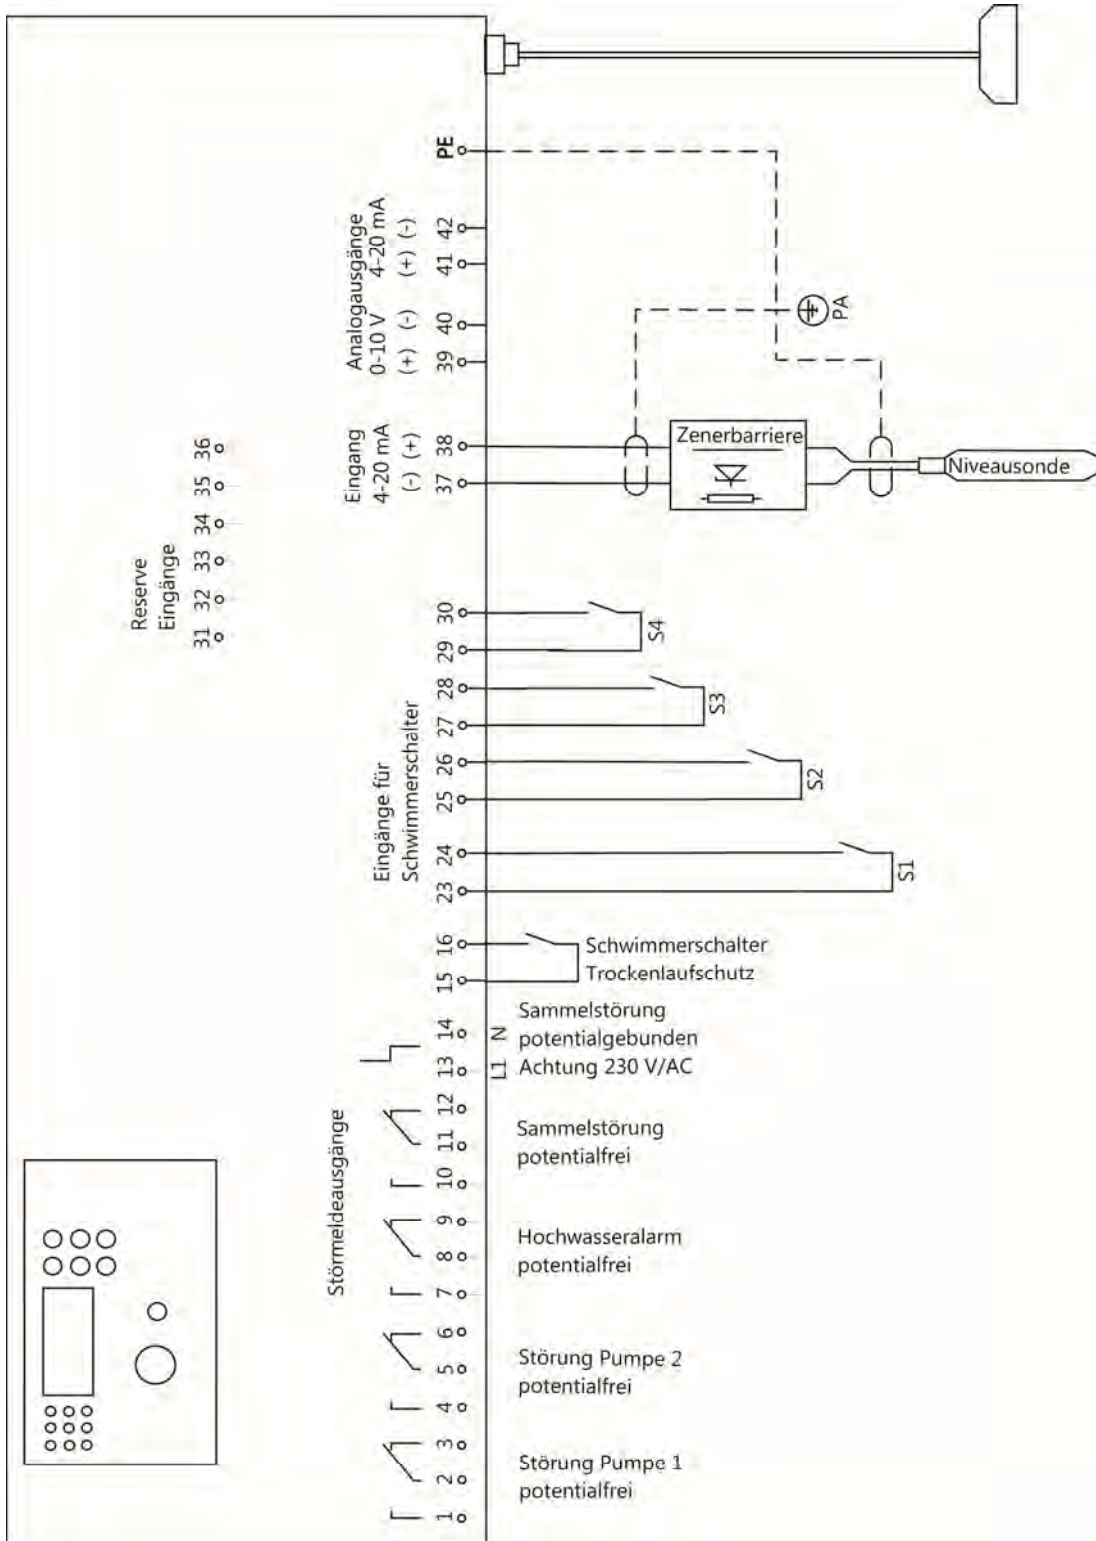 PE
42
41
40
39
Analogausgänge
0-10 V 4-20 mA
(+) (-) (+) (-)
PA
38
37
Eingang
4-20 mA
(-) (+)
Zenerbarriere
Niveausonde
36
35
34
33
32
31
Reserve
Eingänge
30
29
28
27
26
25
24
23
Eingänge für
Schwimmerschalter
S4
S3
S2
S1
16
15
Schwimmerschalter
Trockenlaufschutz
14
13
N
L1
Sammelstörung
potentialgebunden
Achtung 230 V/AC
Störmeldeausgänge
12
11
10
Sammelstörung
potentialfrei
9
8
7
Hochwasseralarm
potentialfrei
6
5
4
Störung Pumpe 2
potentialfrei
3
2
1
Störung Pumpe 1
potentialfrei